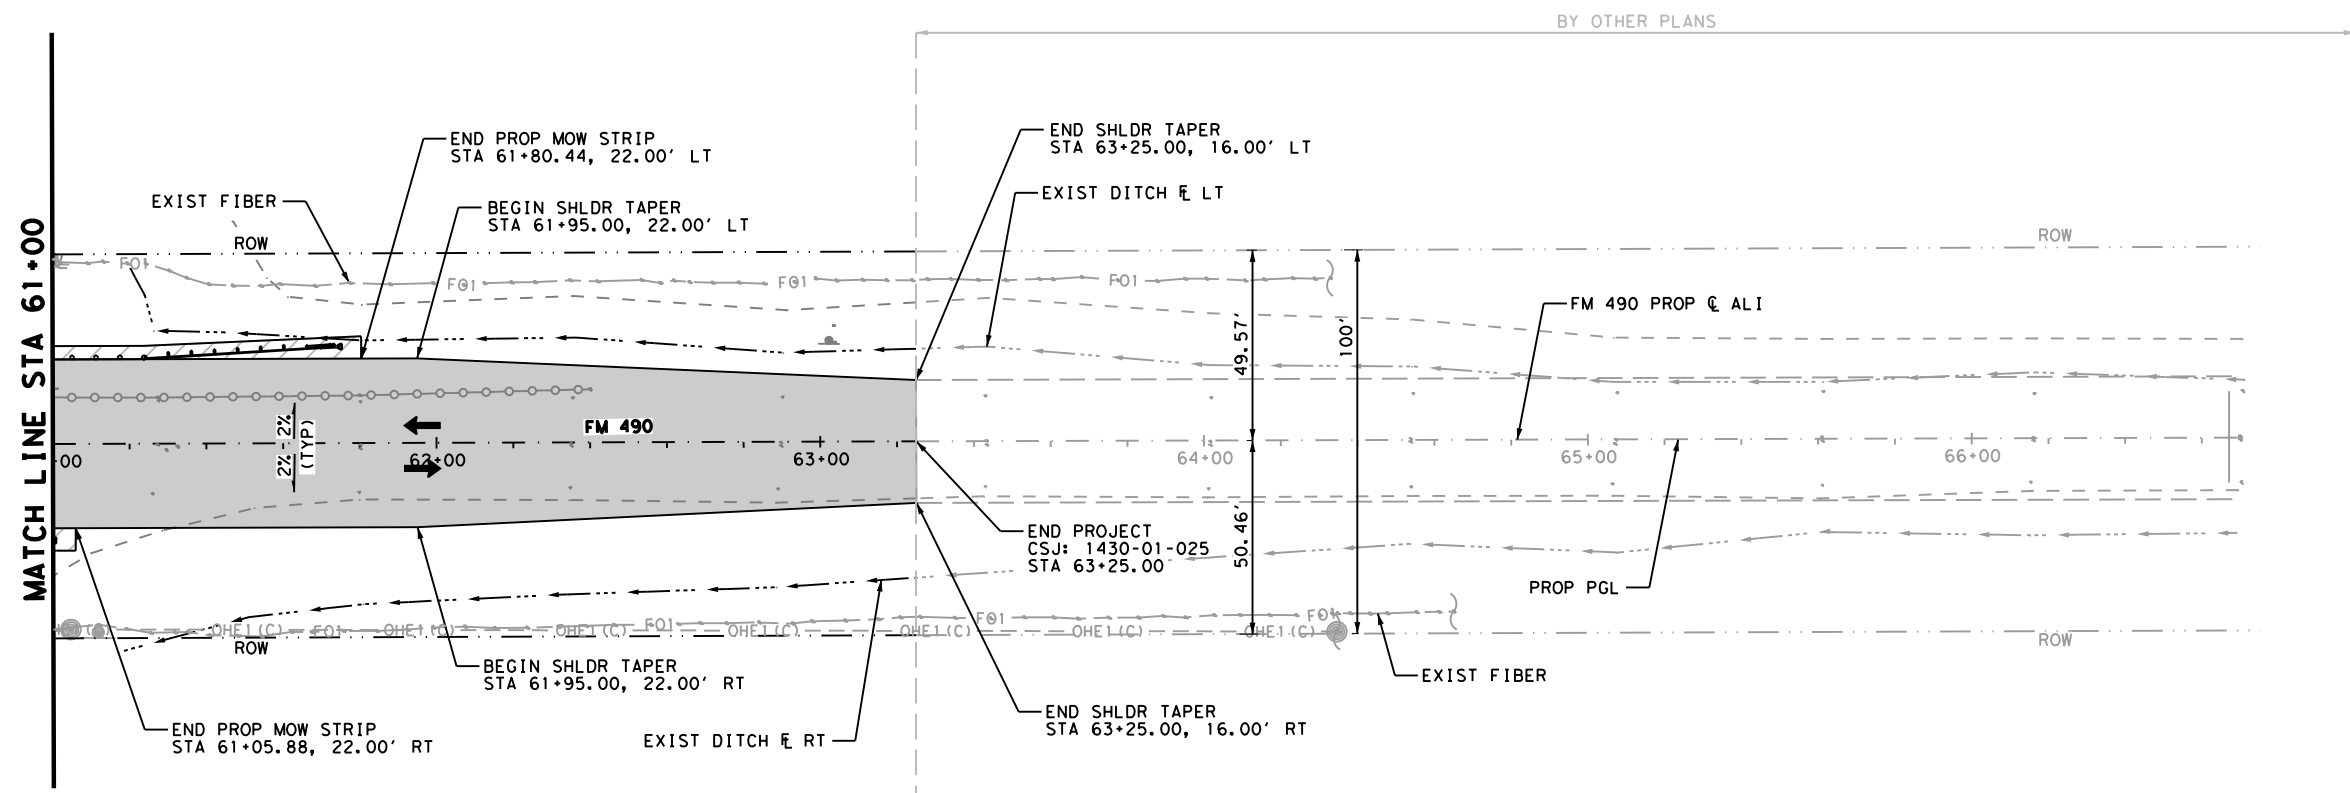 BY OTHER PLANS
END PROP MOW STRIP
STA 61+80.44, 22.00' LT
END SHLDR TAPER
STA 63+25.00, 16.00' LT
EXIST FIBER
BEGIN SHLDR TAPER
STA 61+95.00, 22.00' LT
EXIST DITCH ℄ LT
ROW
ROW
FO1
FO1
FO1
FO1
MATCH LINE STA 61+00
FM 490 PROP ℄ ALI
49.57'
100'
2%
2%
(TYP)
FM 490
00
62+00
63+00
64+00
65+00
66+00
50.46'
END PROJECT
CSJ: 1430-01-025
STA 63+25.00
PROP PGL
OHE1(C)
FO1
OHE1(C)
OHE1(C)
FO1
OHE1(C)
OHE1(C)
FO1
OHE1(C)
OHE1(C)
FO1
ROW
ROW
BEGIN SHLDR TAPER
STA 61+95.00, 22.00' RT
EXIST FIBER
END PROP MOW STRIP
STA 61+05.88, 22.00' RT
EXIST DITCH ℄ RT
END SHLDR TAPER
STA 63+25.00, 16.00' RT